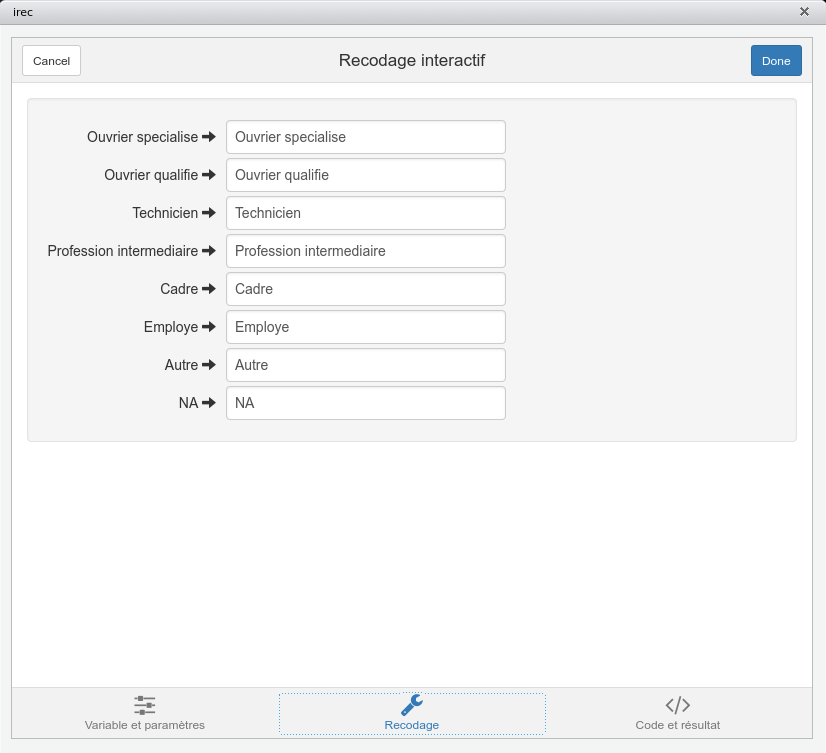 irec
Cancel
Recodage interactif
Done
Ouvrier specialise Ouvrier specialise
Ouvrier qualifie Ouvrier qualifie
Technicien Technicien
Profession intermediaire Profession intermediaire
Cadre Cadre
Employe Employe
Autre Autre
NA NA
Variable et paramètres
Recodage
Code et résultat